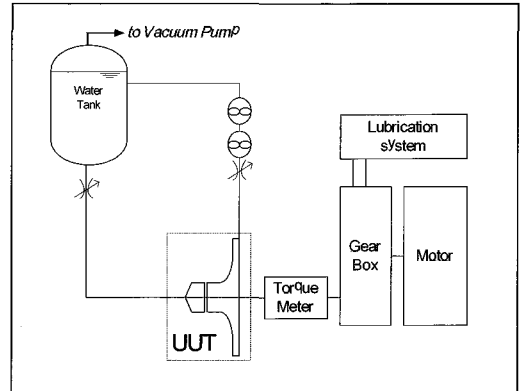 to Vacuum Pump
Water
Tank
Lubrication
system
Gear
Box
Motor
Torque
Meter
UUT